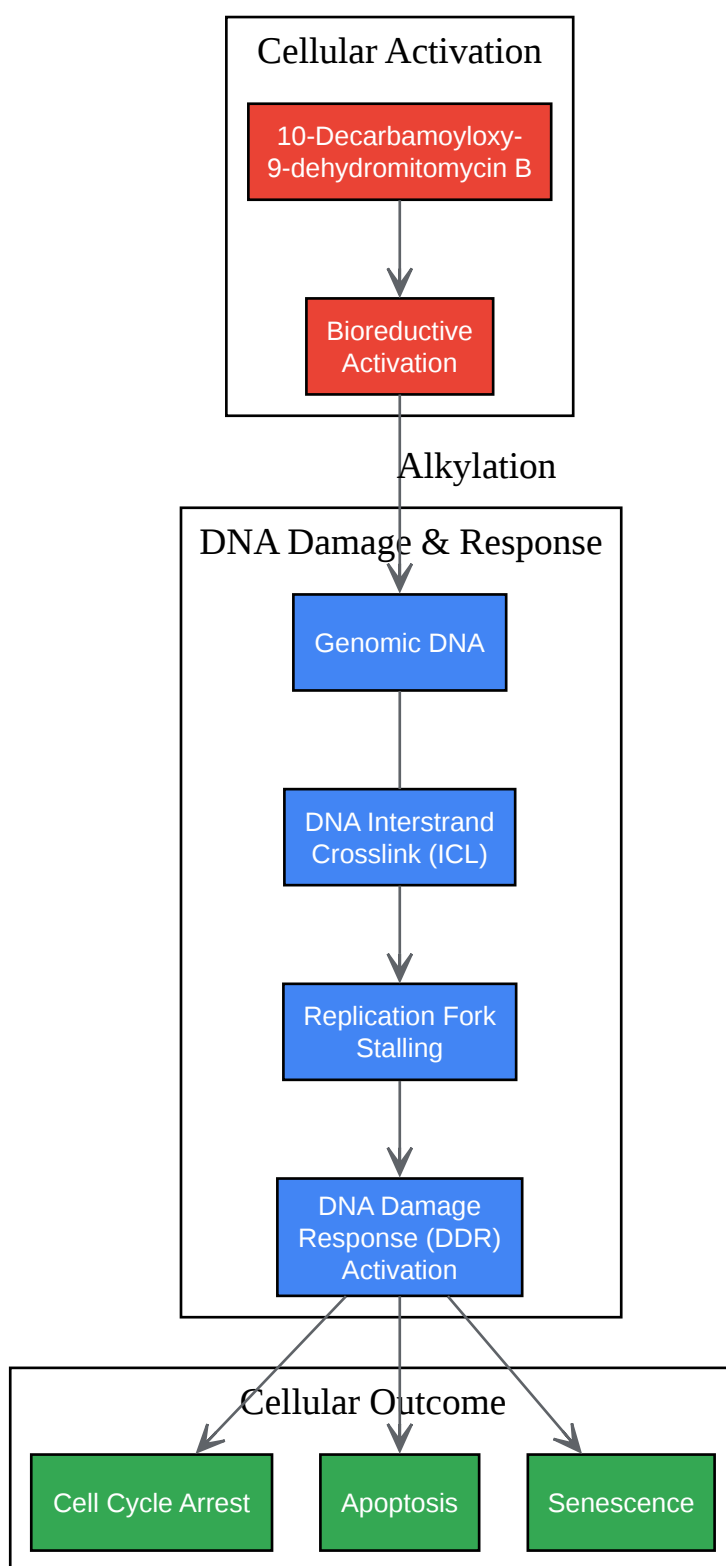 Cellular Activation
10-Decarbamoyloxy-
9-dehydromitomycin B
Bioreductive
Activation
Alkylation
DNA Damage & Response
Genomic DNA
DNA Interstrand
Crosslink (ICL)
Replication Fork
Stalling
DNA Damage
Response (DDR)
Activation
Cellular Outcome
Cell Cycle Arrest
Apoptosis
Senescence